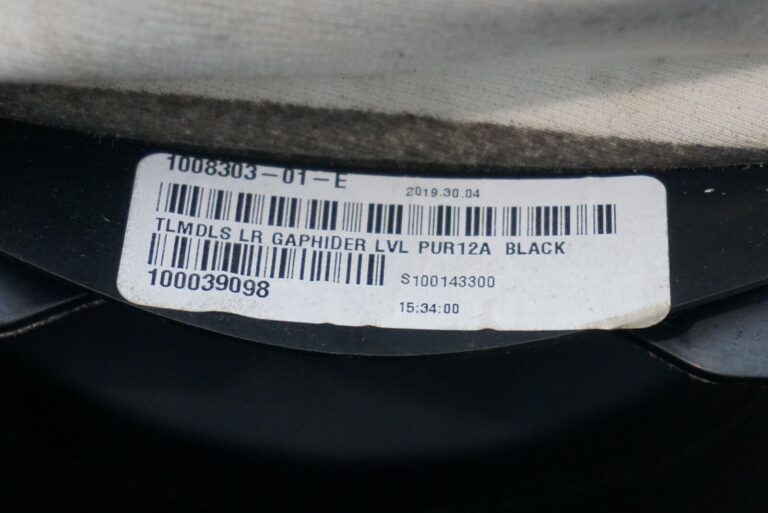 1008303-01-E
2019.30.04
TLMDLS LR GAPHIDER LVL PUR12A BLACK
S100143300
100039098
15:34:00